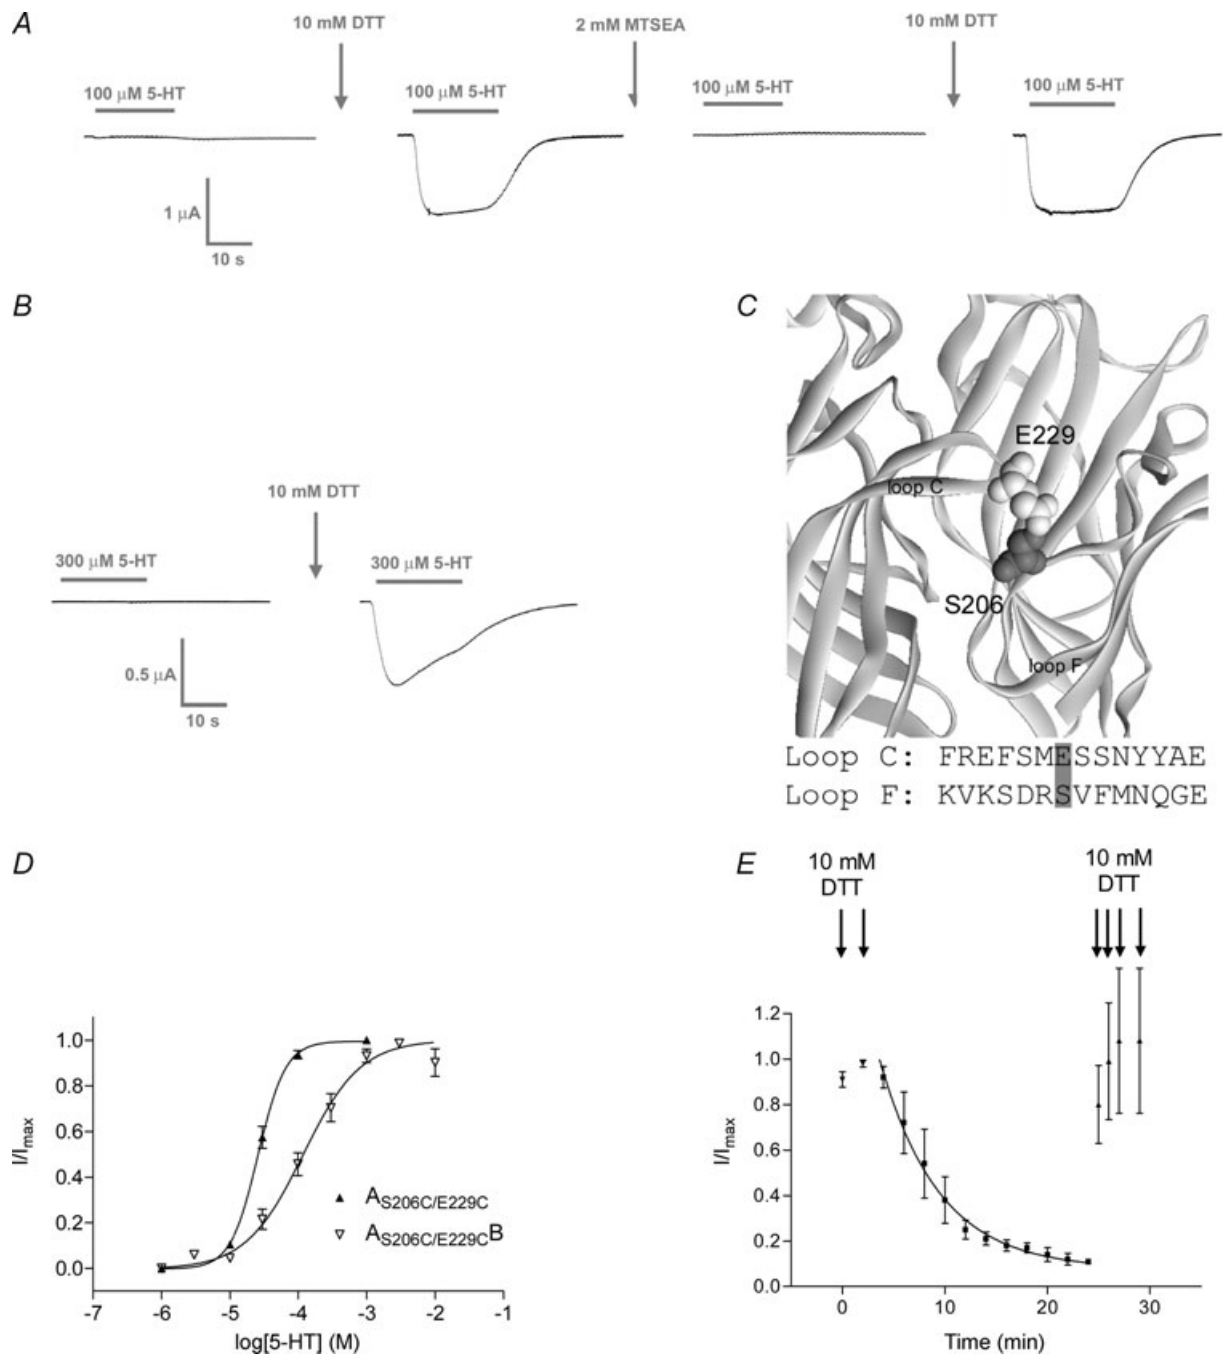 A
10 mM DTT
2 mM MTSEA
10 mM DTT
100 µM 5-HT
100 µM 5-HT
100 µM 5-HT
100 µM 5-HT
1 µA
10 s
B
10 mM DTT
300 µM 5-HT
300 µM 5-HT
0.5 µA
10 s
C
E229
loop C
S206
loop F
Loop C: FREFSMESSNYYAE
Loop F: KVKSDRSVFMNQGE
D
I/Imax
1.0
0.8
0.6
0.4
0.2
0.0
AS206C/E229C
AS206C/E229CB
-7 -6 -5 -4 -3 -2 -1
log[5-HT] (M)
E
10 mM
DTT
10 mM
DTT
I/Imax
1.2
1.0
0.8
0.6
0.4
0.2
0.0
0 10 20 30
Time (min)